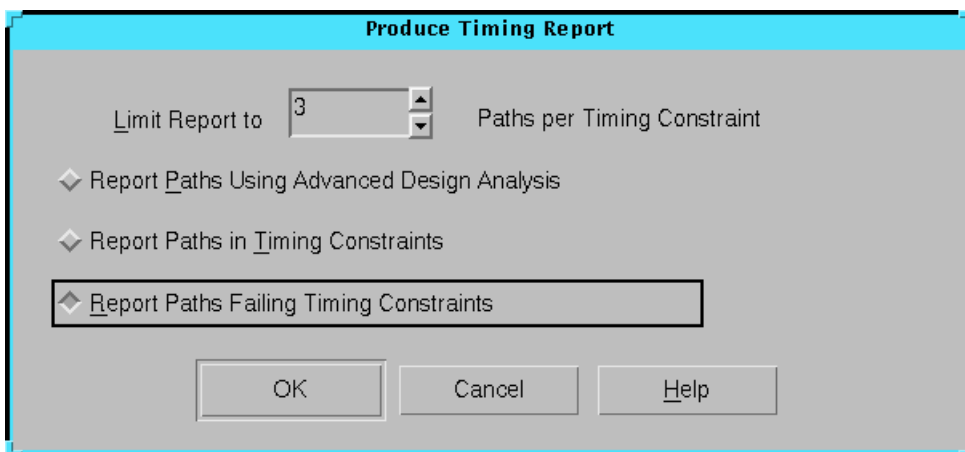 Produce Timing Report
Limit Report to 3 Paths per Timing Constraint
Report Paths Using Advanced Design Analysis
Report Paths in Timing Constraints
Report Paths Failing Timing Constraints
OK Cancel Help